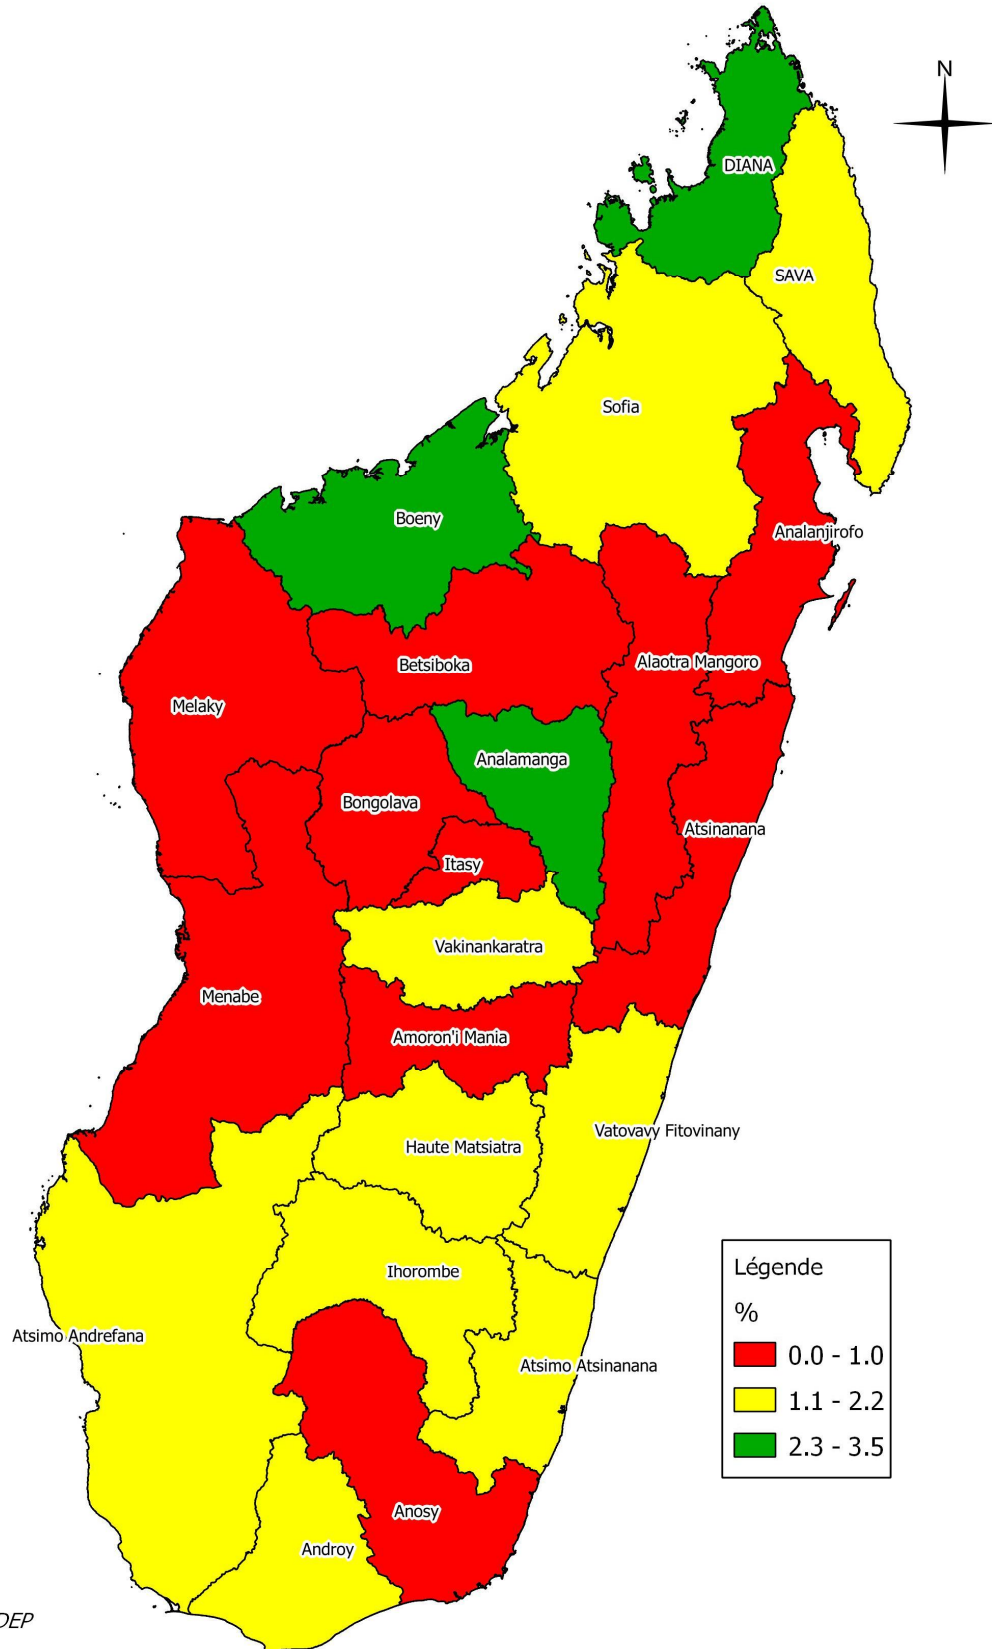 N
DIANA
SAVA
Sofia
Boeny
Analanjirofo
Betsiboka
Alaotra Mangoro
Melaky
Analamanga
Bongolava
Atsinanana
Itasy
Vakinankaratra
Menabe
Amoron'i Mania
Vatovavy Fitovinany
Haute Matsiatra
Ihorombe
Atsimo Andrefana
Atsimo Atsinanana
Anosy
Androy
Légende
%
0.0 - 1.0
1.1 - 2.2
2.3 - 3.5